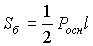 Sб = 1/2 Pосн l